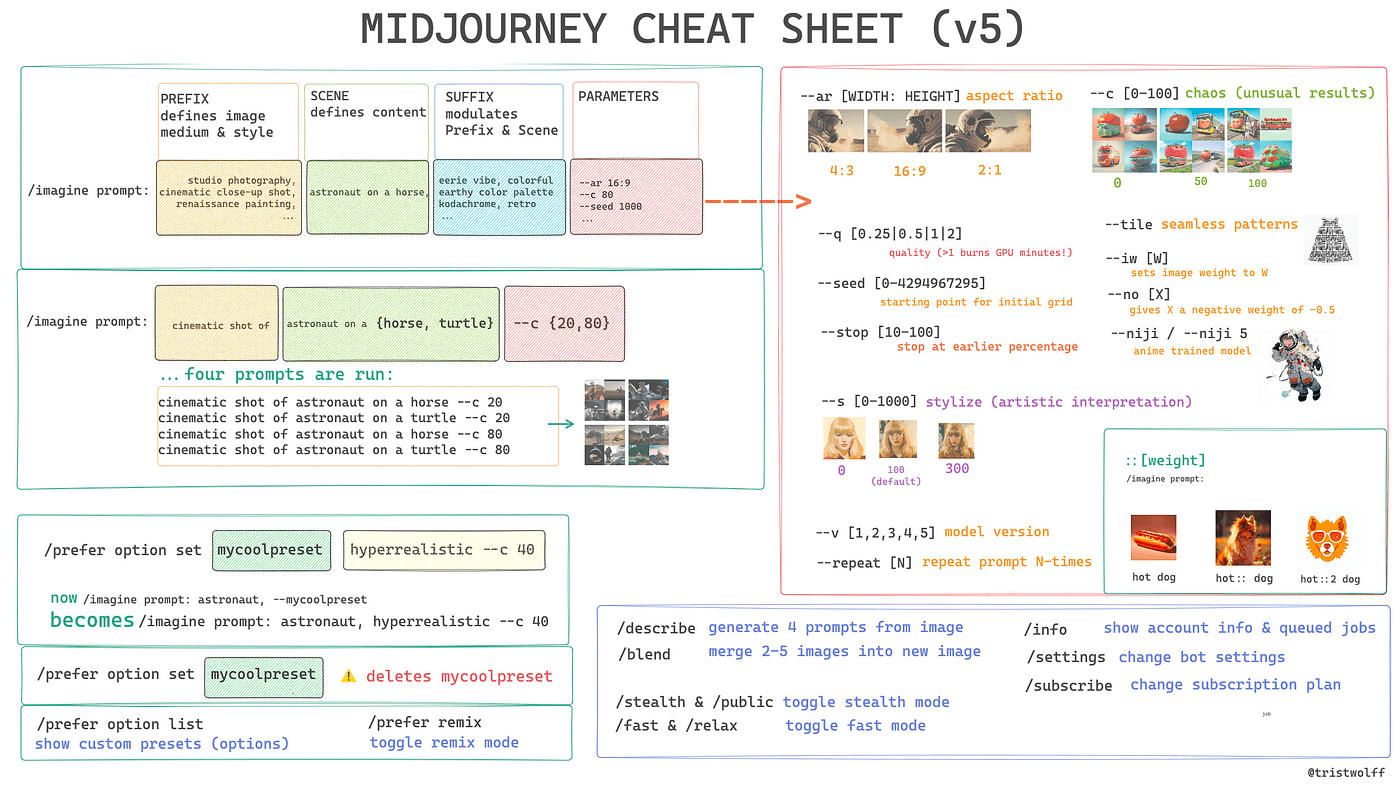 MIDJOURNEY CHEAT SHEET (v5)
PREFIX
defines image
medium & style
SCENE
defines content
SUFFIX
modulates
Prefix & Scene
PARAMETERS
/imagine prompt:
studio photography,
cinematic close-up shot,
renaissance painting,
...
astronaut on a horse,
eerie vibe, colorful
earthy color palette
kodachrome, retro
...
--ar 16:9
--c 80
--seed 1000
...
/imagine prompt:
cinematic shot of
astronaut on a {horse, turtle}
--c {20,80}
...four prompts are run:
cinematic shot of astronaut on a horse --c 20
cinematic shot of astronaut on a turtle --c 20
cinematic shot of astronaut on a horse --c 80
cinematic shot of astronaut on a turtle --c 80
/prefer option set mycoolpreset hyperrealistic --c 40
now /imagine prompt: astronaut, --mycoolpreset
becomes /imagine prompt: astronaut, hyperrealistic --c 40
/prefer option set mycoolpreset ⚠ deletes mycoolpreset
/prefer option list
show custom presets (options)
/prefer remix
toggle remix mode
--ar [WIDTH: HEIGHT] aspect ratio
4:3
16:9
2:1
--c [0-100] chaos (unusual results)
0
50
100
--q [0.25|0.5|1|2]
quality (>1 burns GPU minutes!)
--seed [0-4294967295]
starting point for initial grid
--stop [10-100]
stop at earlier percentage
--tile seamless patterns
--iw [W]
sets image weight to W
--no [X]
gives X a negative weight of -0.5
--niji / --niji 5
anime trained model
--s [0-1000] stylize (artistic interpretation)
0
100
(default)
300
--v [1,2,3,4,5] model version
--repeat [N] repeat prompt N-times
::[weight]
/imagine prompt:
hot dog
hot:: dog
hot::2 dog
/describe generate 4 prompts from image
/blend merge 2-5 images into new image
/stealth & /public toggle stealth mode
/fast & /relax toggle fast mode
/info show account info & queued jobs
/settings change bot settings
/subscribe change subscription plan
job
@tristwolff